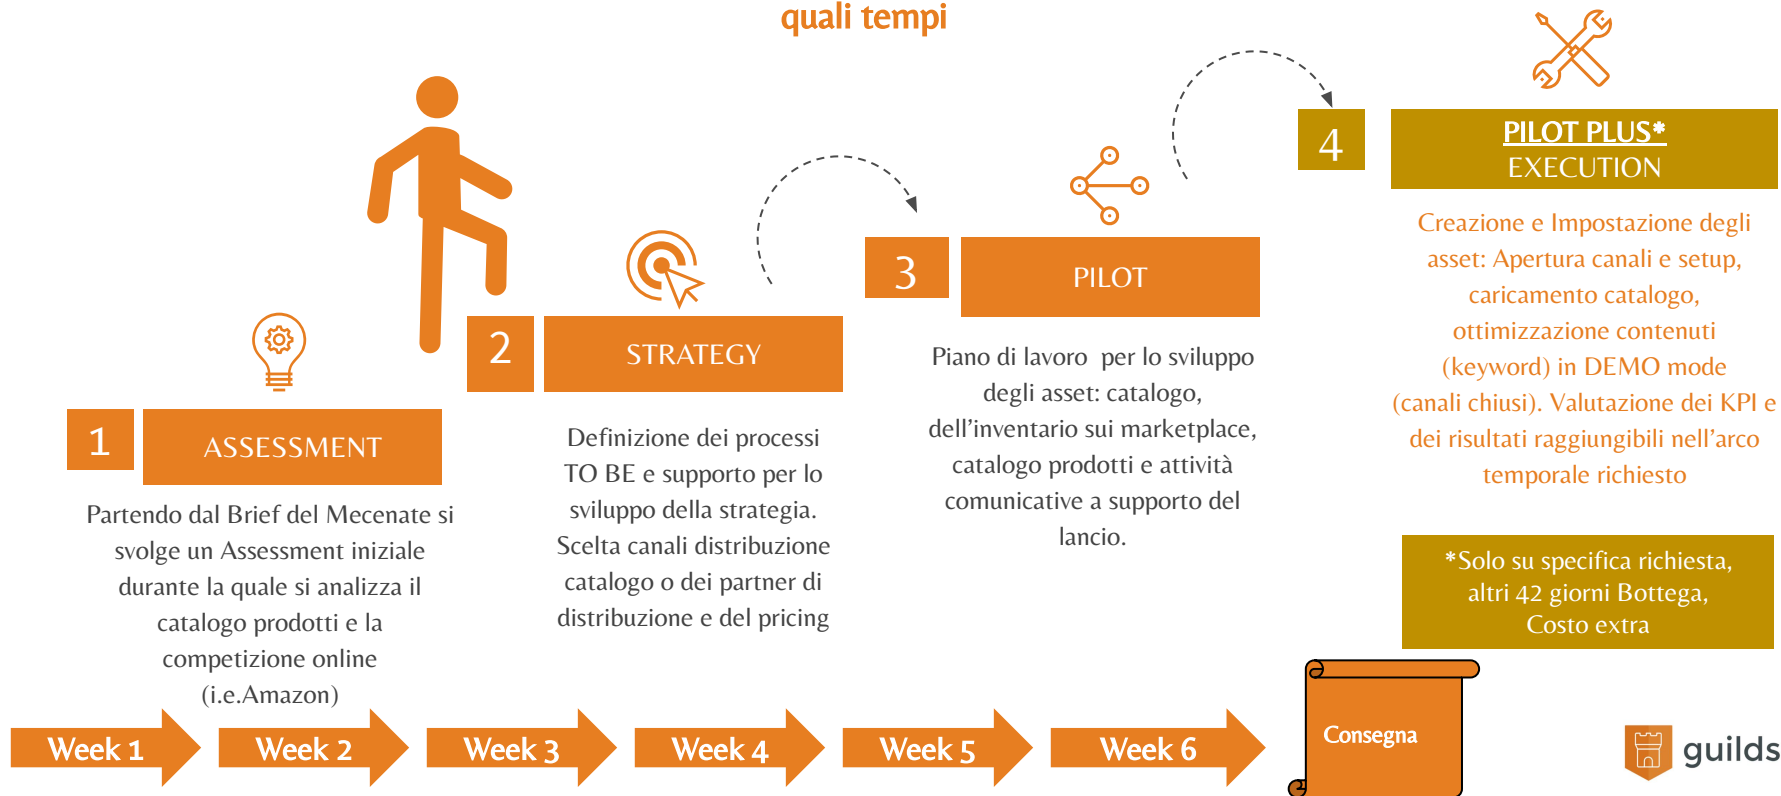 quali tempi
1
ASSESSMENT
Partendo dal Brief del Mecenate si
svolge un Assessment iniziale
durante la quale si analizza il
catalogo prodotti e la
competizione online
(i.e.Amazon)
2
STRATEGY
Definizione dei processi
TO BE e supporto per lo
sviluppo della strategia.
Scelta canali distribuzione
catalogo o dei partner di
distribuzione e del pricing
3
PILOT
Piano di lavoro  per lo sviluppo
degli asset: catalogo,
dell'inventario sui marketplace,
catalogo prodotti e attività
comunicative a supporto del
lancio.
4
PILOT PLUS*
EXECUTION
Creazione e Impostazione degli
asset: Apertura canali e setup,
caricamento catalogo,
ottimizzazione contenuti
(keyword) in DEMO mode
(canali chiusi). Valutazione dei KPI e
dei risultati raggiungibili nell'arco
temporale richiesto
*Solo su specifica richiesta,
altri 42 giorni Bottega,
Costo extra
Week 1
Week 2
Week 3
Week 4
Week 5
Week 6
Consegna
guilds